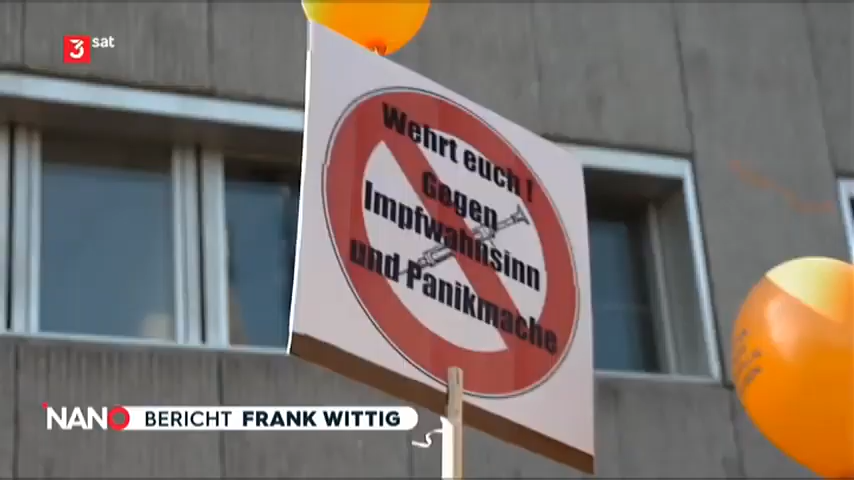 3sat
Wehrt euch !
Gegen
Impfwahnsinn
und Panikmache
NANO BERICHT FRANK WITTIG